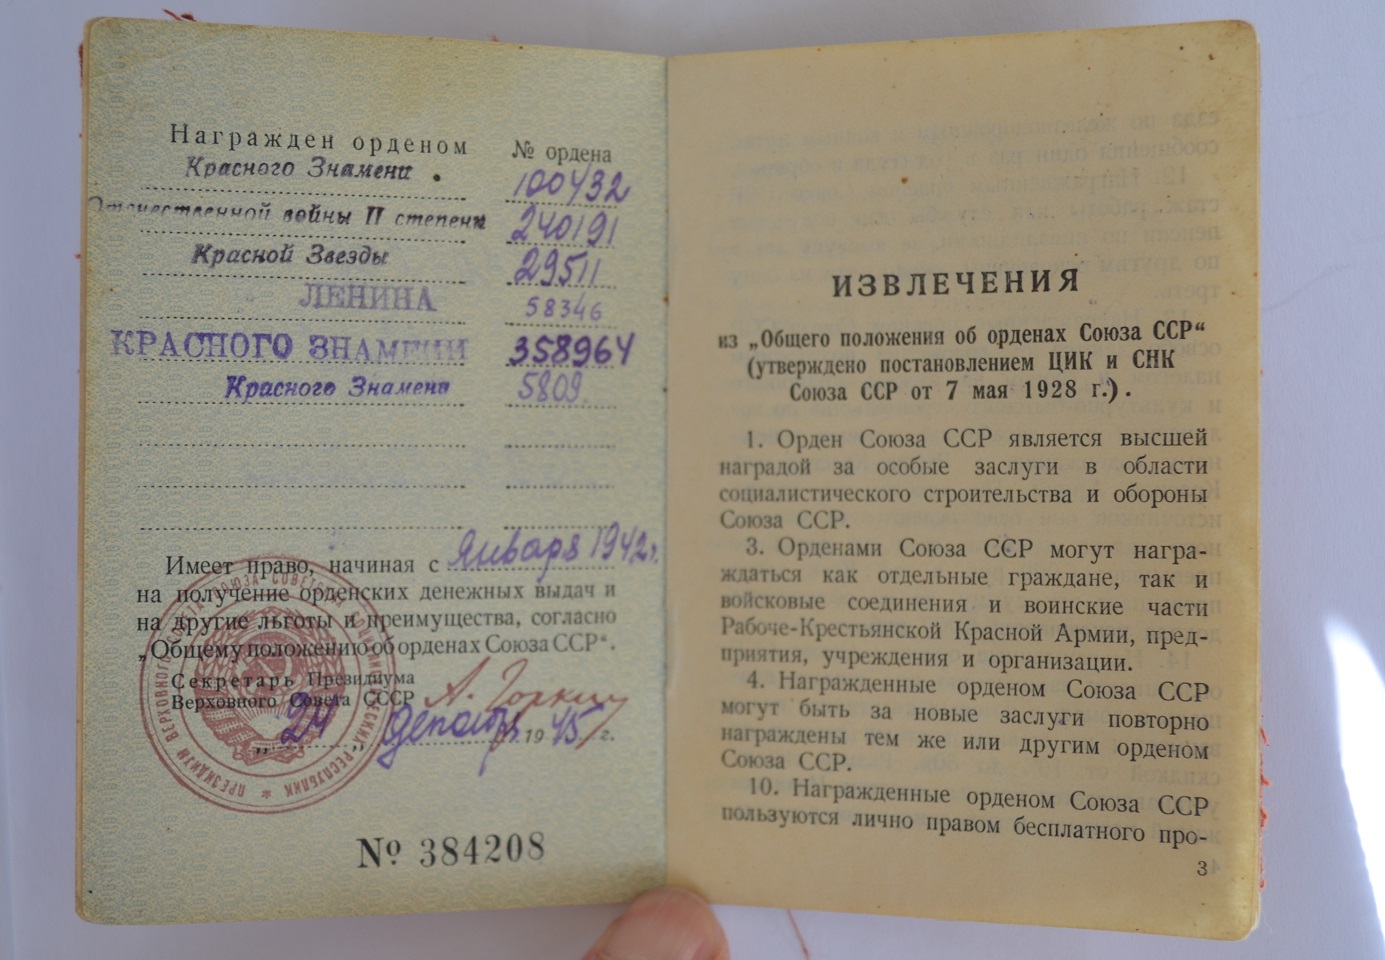 Награжден орденом № ордена
Красного Знамени 100432
Отечественной войны II степени 240191
Красной Звезды 29511
ЛЕНИНА 58346
КРАСНОГО ЗНАМЕНИ 358964
Красного Знамени 5809.
Имеет право, начиная с Января 1942г.
на получение орденских денежных выдач и
на другие льготы и преимущества, согласно
„Общему положению об орденах Союза ССР“.
Секретарь Президиума
Верховного Совета СССР А. Горкин
„24„ декабря 1945 г.
№ 384208
ИЗВЛЕЧЕНИЯ
из „Общего положения об орденах Союза ССР“
(утверждено постановлением ЦИК и СНК
Союза ССР от 7 мая 1928 г.).
1. Орден Союза ССР является высшей
наградой за особые заслуги в области
социалистического строительства и обороны
Союза ССР.
3. Орденами Союза ССР могут награ-
ждаться как отдельные граждане, так и
войсковые соединения и воинские части
Рабоче-Крестьянской Красной Армии, пред-
приятия, учреждения и организации.
4. Награжденные орденом Союза ССР
могут быть за новые заслуги повторно
награждены тем же или другим орденом
Союза ССР.
10. Награжденные орденом Союза ССР
пользуются лично правом бесплатного про-
3